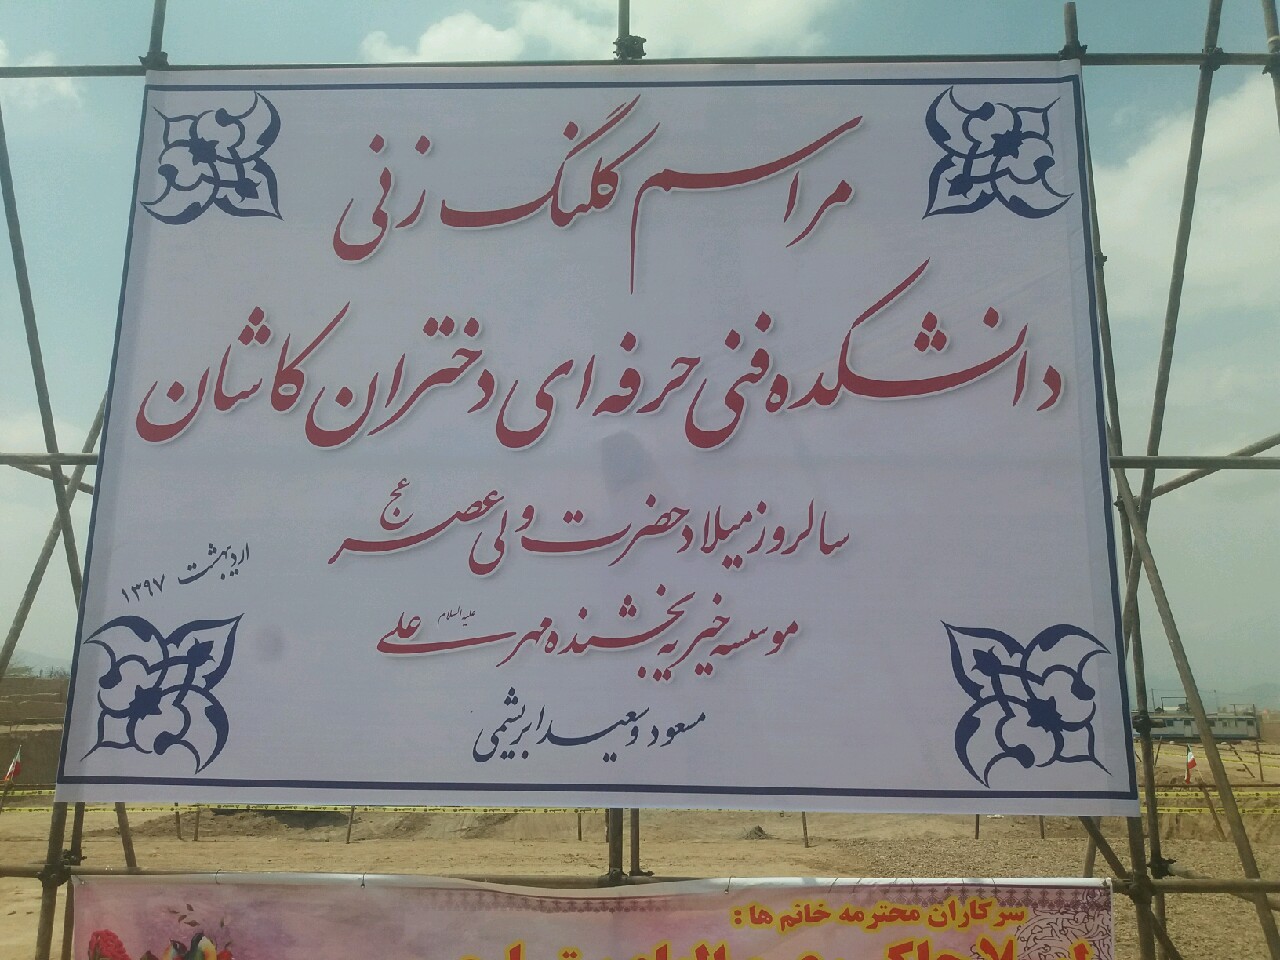 مراسم کلنگ زنی
دانشکده فنی حرفه ای دختران کاشان
سالروز میلاد حضرت ولی عصر عج
اردیبهشت ۱۳۹۷
موسسه خیریه بخشنده مهر علی علیه السلام
مسعود و سعید ابریشمی
سرکاران محترمه خانم ها :